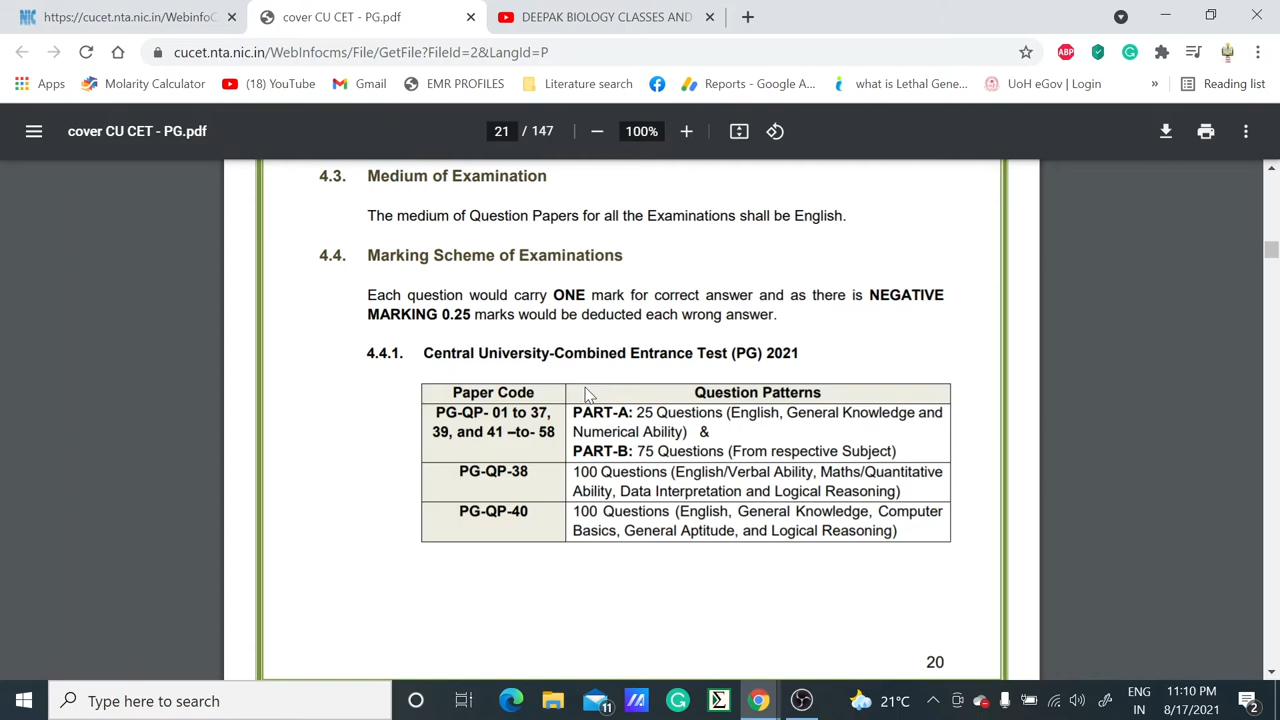 https://cucet.nta.nic.in/WebinfoC
cover CU CET - PG.pdf
DEEPAK BIOLOGY CLASSES AND
cucet.nta.nic.in/WebInfocms/File/GetFile?FileId=2&LangId=P
ABP
Apps
Molarity Calculator
(18) YouTube
Gmail
EMR PROFILES
Literature search
Reports - Google A...
what is Lethal Gene...
UoH eGov | Login
»
Reading list
cover CU CET - PG.pdf
21 / 147
100%
4.3. Medium of Examination
The medium of Question Papers for all the Examinations shall be English.
4.4. Marking Scheme of Examinations
Each question would carry ONE mark for correct answer and as there is NEGATIVE
MARKING 0.25 marks would be deducted each wrong answer.
4.4.1. Central University-Combined Entrance Test (PG) 2021
Paper Code
Question Patterns
PG-QP- 01 to 37,
39, and 41 –to- 58
PART-A: 25 Questions (English, General Knowledge and
Numerical Ability) &
PART-B: 75 Questions (From respective Subject)
PG-QP-38
100 Questions (English/Verbal Ability, Maths/Quantitative
Ability, Data Interpretation and Logical Reasoning)
PG-QP-40
100 Questions (English, General Knowledge, Computer
Basics, General Aptitude, and Logical Reasoning)
20
Type here to search
11
21°C
ENG
IN
11:10 PM
8/17/2021
2